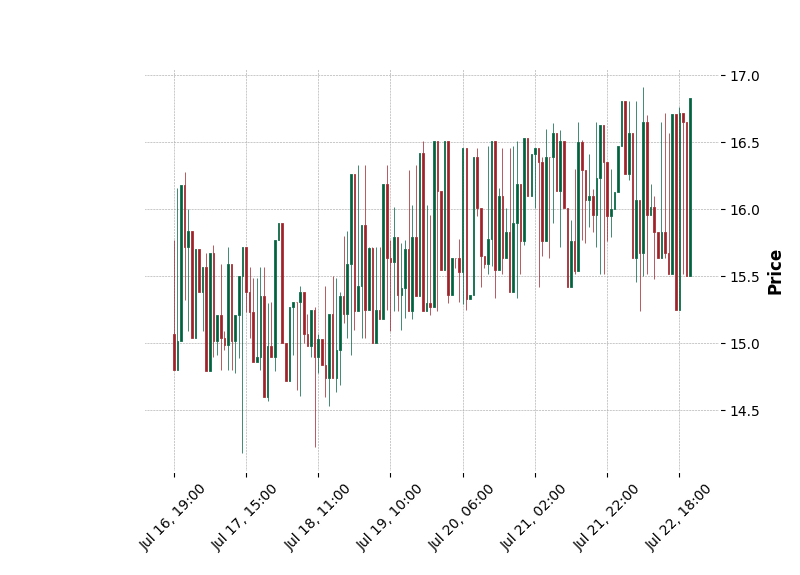 17.0
16.5
16.0
15.5
15.0
14.5
Price
Jul 16, 19:00
Jul 17, 15:00
Jul 18, 11:00
Jul 19, 10:00
Jul 20, 06:00
Jul 21, 02:00
Jul 21, 22:00
Jul 22, 18:00